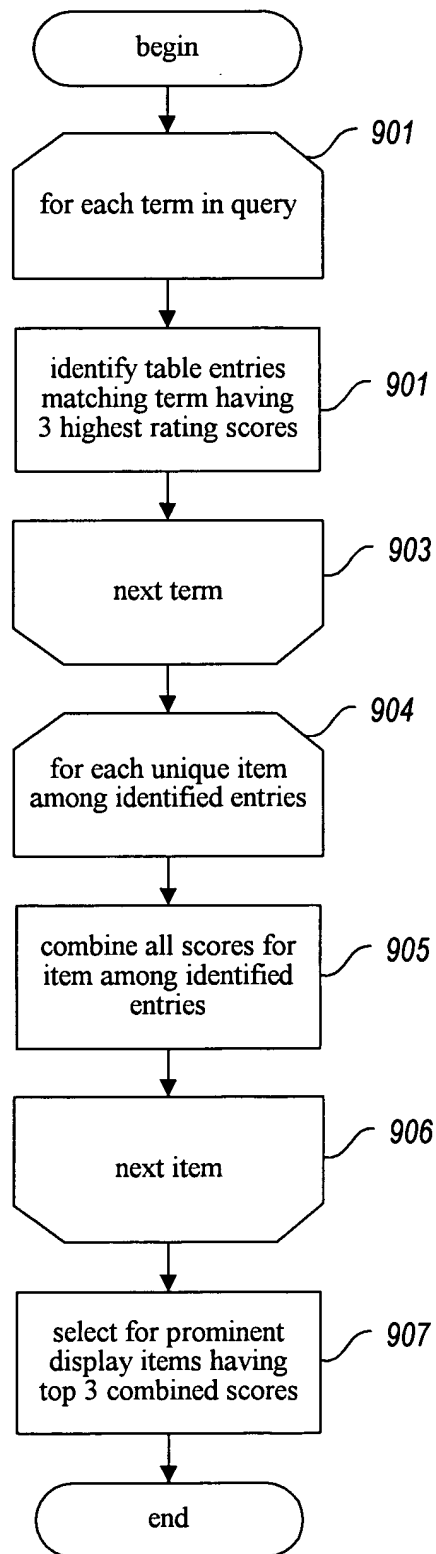 begin
901
for each term in query
identify table entries
matching term having
3 highest rating scores
901
next term
903
904
for each unique item
among identified entries
combine all scores for
item among identified
entries
905
next item
906
select for prominent
display items having
top 3 combined scores
907
end